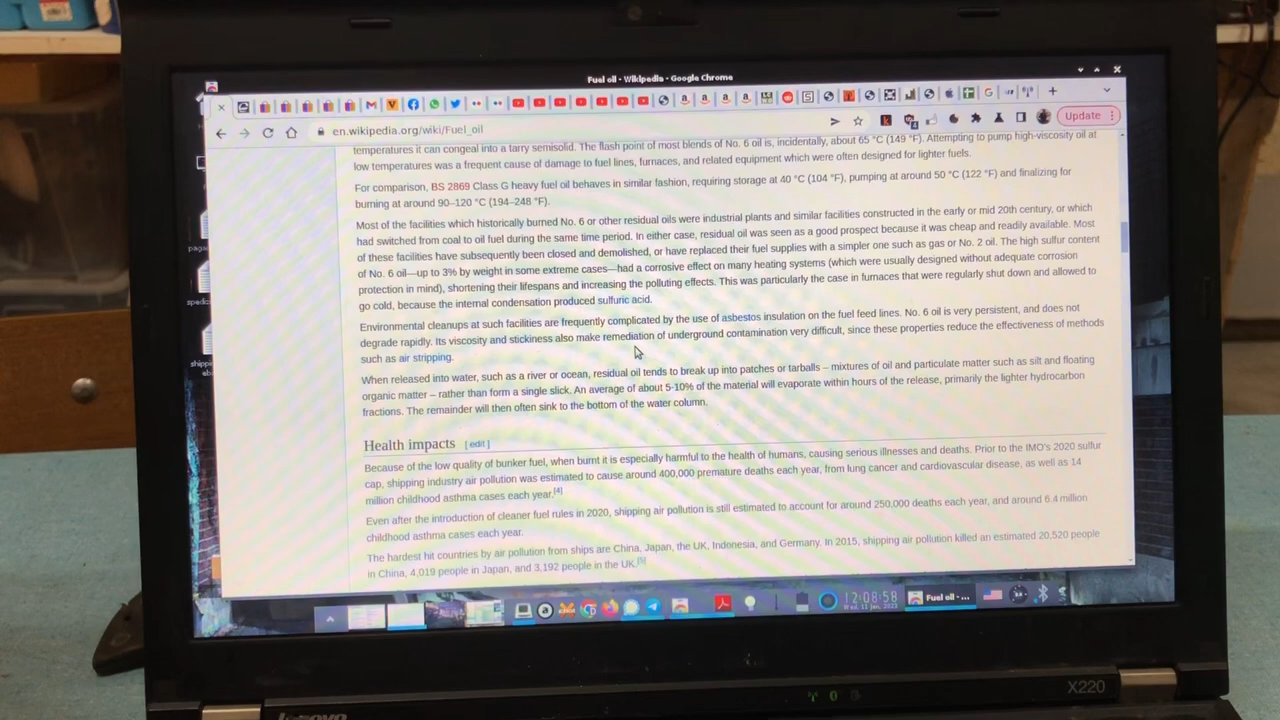 Fuel oil - Wikipedia - Google Chrome
en.wikipedia.org/wiki/Fuel_oil
Update
temperatures it can congeal into a tarry semisolid. The flash point of most blends of No. 6 oil is, incidentally, about 65 °C (149 °F). Attempting to pump high-viscosity oil at
low temperatures was a frequent cause of damage to fuel lines, furnaces, and related equipment which were often designed for lighter fuels.
For comparison, BS 2869 Class G heavy fuel oil behaves in similar fashion, requiring storage at 40 °C (104 °F), pumping at around 50 °C (122 °F) and finalizing for
burning at around 90–120 °C (194–248 °F).
Most of the facilities which historically burned No. 6 or other residual oils were industrial plants and similar facilities constructed in the early or mid 20th century, or which
had switched from coal to oil fuel during the same time period. In either case, residual oil was seen as a good prospect because it was cheap and readily available. Most
of these facilities have subsequently been closed and demolished, or have replaced their fuel supplies with a simpler one such as gas or No. 2 oil. The high sulfur content
of No. 6 oil—up to 3% by weight in some extreme cases—had a corrosive effect on many heating systems (which were usually designed without adequate corrosion
protection in mind), shortening their lifespans and increasing the polluting effects. This was particularly the case in furnaces that were regularly shut down and allowed to
go cold, because the internal condensation produced sulfuric acid.
Environmental cleanups at such facilities are frequently complicated by the use of asbestos insulation on the fuel feed lines. No. 6 oil is very persistent, and does not
degrade rapidly. Its viscosity and stickiness also make remediation of underground contamination very difficult, since these properties reduce the effectiveness of methods
such as air stripping.
When released into water, such as a river or ocean, residual oil tends to break up into patches or tarballs – mixtures of oil and particulate matter such as silt and floating
organic matter – rather than form a single slick. An average of about 5-10% of the material will evaporate within hours of the release, primarily the lighter hydrocarbon
fractions. The remainder will then often sink to the bottom of the water column.
Health impacts [edit]
Because of the low quality of bunker fuel, when burnt it is especially harmful to the health of humans, causing serious illnesses and deaths. Prior to the IMO's 2020 sulfur
cap, shipping industry air pollution was estimated to cause around 400,000 premature deaths each year, from lung cancer and cardiovascular disease, as well as 14
million childhood asthma cases each year.[4]
Even after the introduction of cleaner fuel rules in 2020, shipping air pollution is still estimated to account for around 250,000 deaths each year, and around 6.4 million
childhood asthma cases each year.
The hardest hit countries by air pollution from ships are China, Japan, the UK, Indonesia, and Germany. In 2015, shipping air pollution killed an estimated 20,520 people
in China, 4,019 people in Japan, and 3,192 people in the UK.[5]
12:08:58
Fuel oil - ...
X220
lenovo